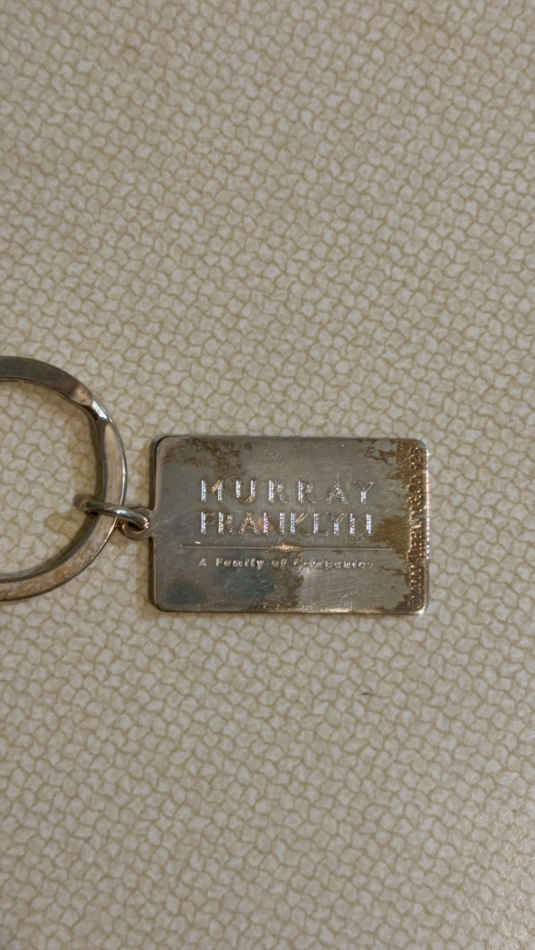 MURRAY
FRANKLYN
A Family of Companies